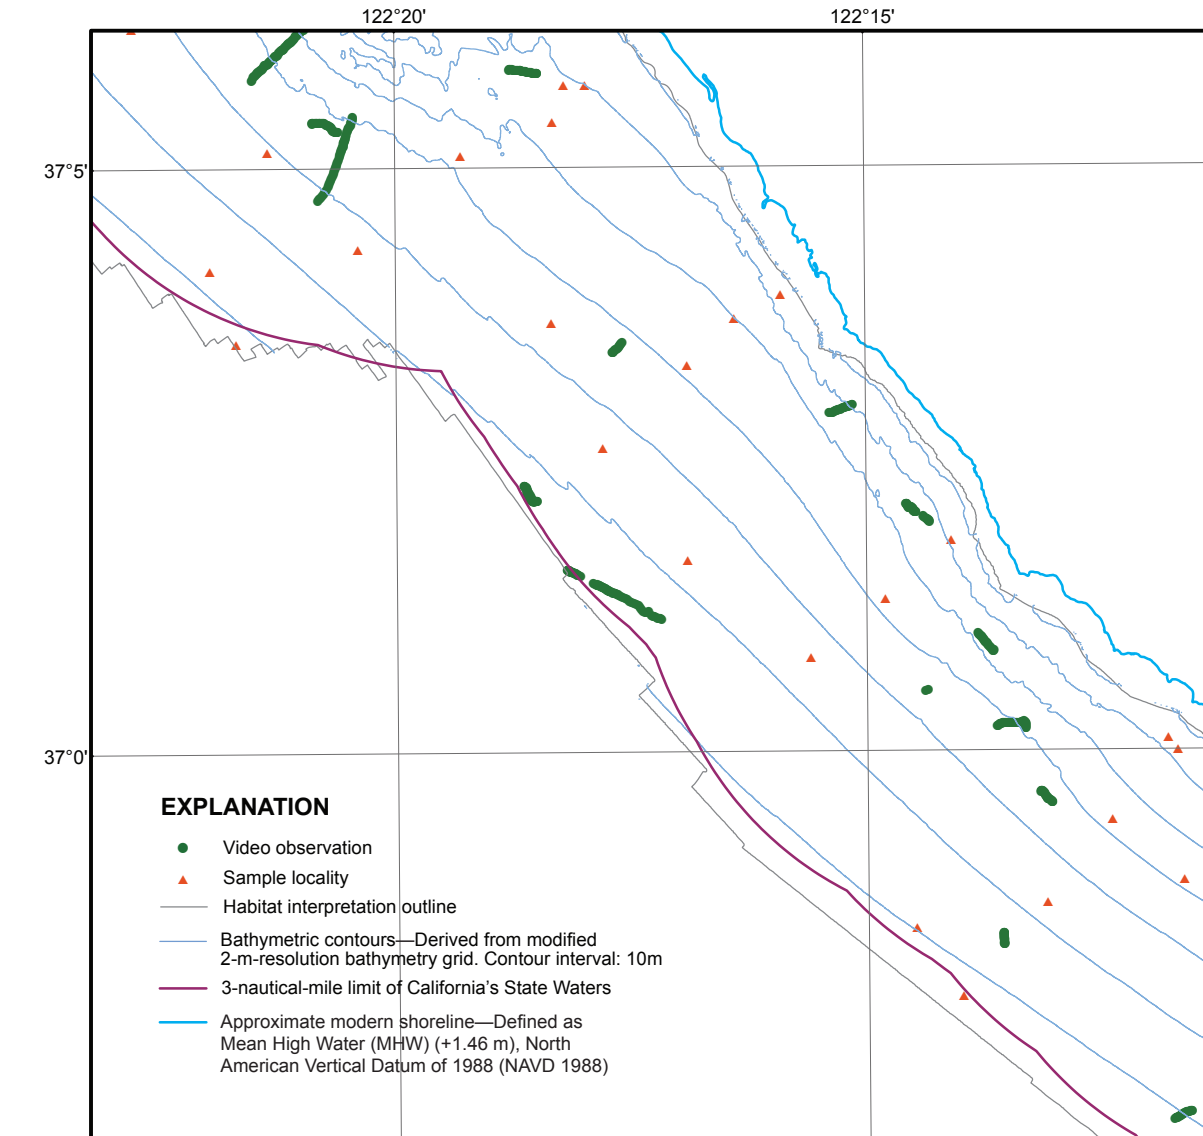 122°20'
122°15'
37°5'
37°0'
EXPLANATION
Video observation
Sample locality
Habitat interpretation outline
Bathymetric contours—Derived from modified
2-m-resolution bathymetry grid. Contour interval: 10m
3-nautical-mile limit of California's State Waters
Approximate modern shoreline—Defined as
Mean High Water (MHW) (+1.46 m), North
American Vertical Datum of 1988 (NAVD 1988)